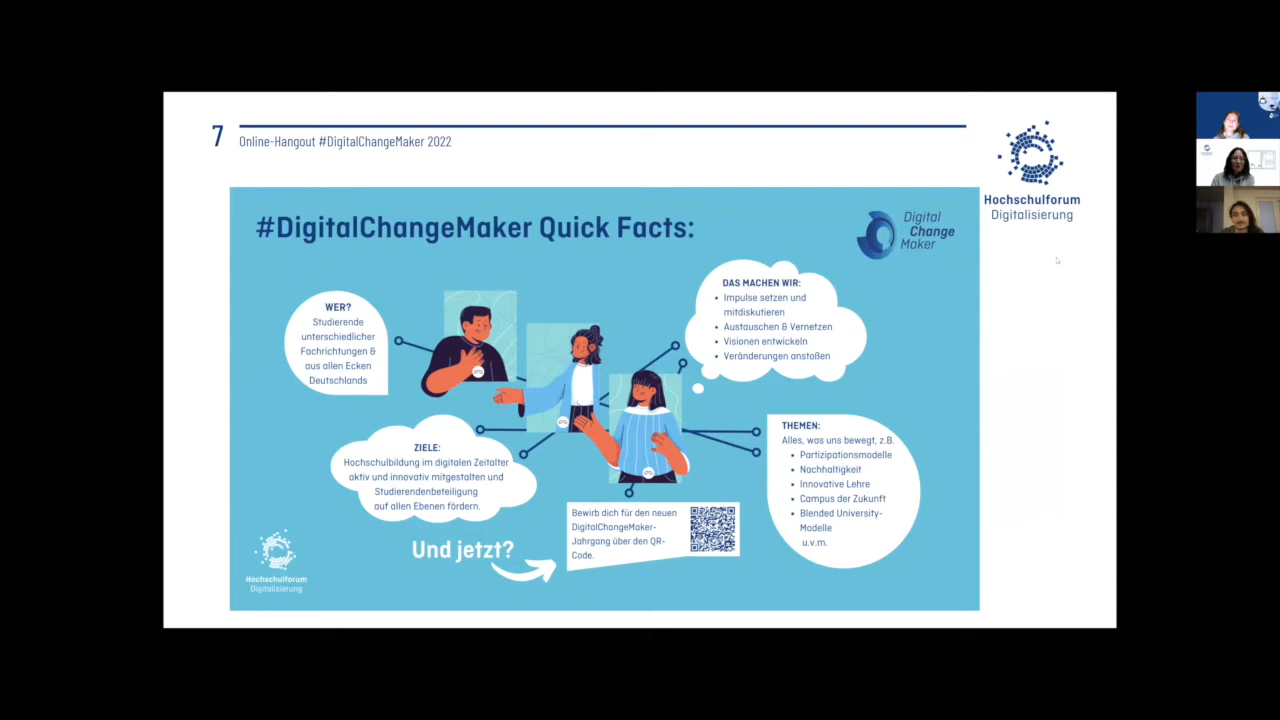 7
Online-Hangout #DigitalChangeMaker 2022
Hochschulforum
Digitalisierung
#DigitalChangeMaker Quick Facts:
Digital
Change
Maker
WER?
Studierende
unterschiedlicher
Fachrichtungen &
aus allen Ecken
Deutschlands
DAS MACHEN WIR:
• Impulse setzen und
mitdiskutieren
• Austauschen & Vernetzen
• Visionen entwickeln
• Veränderungen anstoßen
ZIELE:
Hochschulbildung im digitalen Zeitalter
aktiv und innovativ mitgestalten und
Studierendenbeteiligung
auf allen Ebenen fördern.
THEMEN:
Alles, was uns bewegt, z.B.
• Partizipationsmodelle
• Nachhaltigkeit
• Innovative Lehre
• Campus der Zukunft
• Blended University-
Modelle
u.v.m.
Und jetzt?
Bewirb dich für den neuen
DigitalChangeMaker-
Jahrgang über den QR-
Code.
Hochschulforum
Digitalisierung